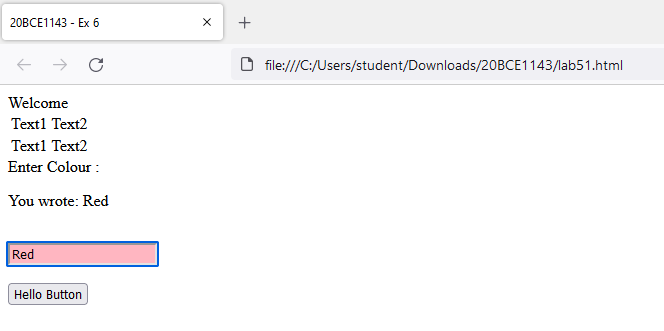 20BCE1143 - Ex 6
file:///C:/Users/student/Downloads/20BCE1143/lab51.html
Welcome
Text1 Text2
Text1 Text2
Enter Colour :
You wrote: Red
Red
Hello Button